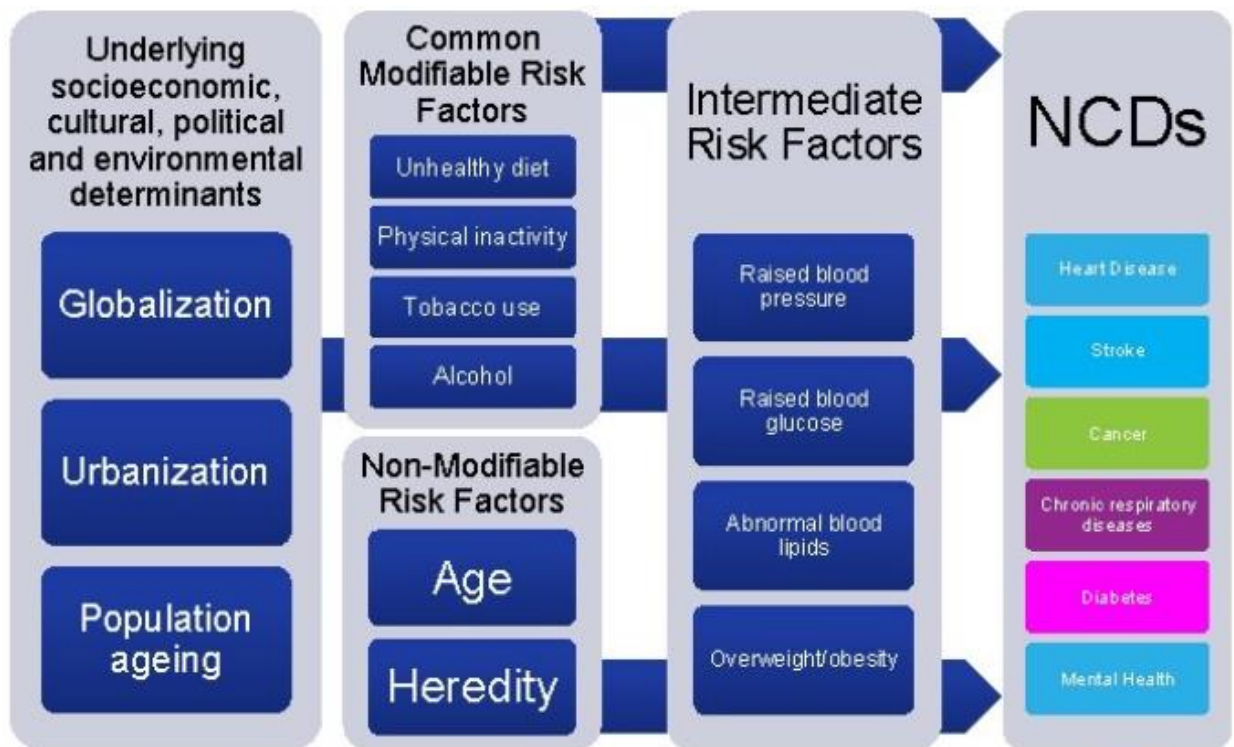 Underlying
socioeconomic,
cultural, political
and environmental
determinants
Globalization
Urbanization
Population
ageing
Common
Modifiable Risk
Factors
Unhealthy diet
Physical inactivity
Tobacco use
Alcohol
Non-Modifiable
Risk Factors
Age
Heredity
Intermediate
Risk Factors
Raised blood
pressure
Raised blood
glucose
Abnormal blood
lipids
Overweight/obesity
NCDs
Heart Disease
Stroke
Cancer
Chronic respiratory
diseases
Diabetes
Mental Health